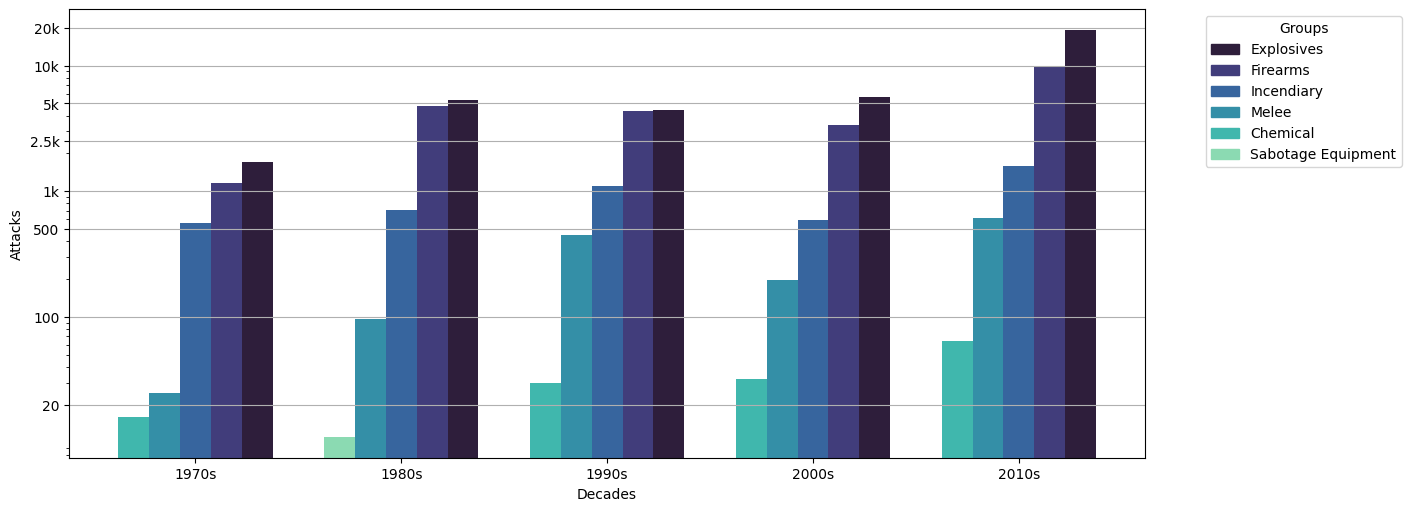 20k
10k
5k
2.5k
1k
500
100
20
Attacks
1970s
1980s
1990s
2000s
2010s
Decades
Groups
Explosives
Firearms
Incendiary
Melee
Chemical
Sabotage Equipment